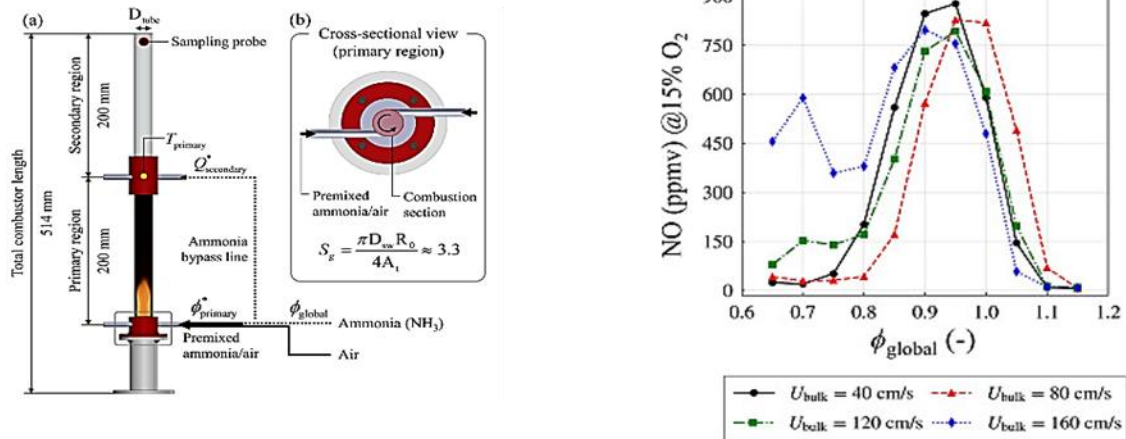 (a)
D_tube
Sampling probe
Secondary region
200 mm
T_primary
Q*_secondary
Total combustor length
514 mm
Primary region
200 mm
Ammonia
bypass line
ϕ*_primary
ϕ_global
Premixed
ammonia/air
Ammonia (NH₃)
Air
(b)
Cross-sectional view
(primary region)
Premixed
ammonia/air
Combustion
section
S_g = πD_sw R_0 / 4A_t ≈ 3.3
NO (ppmv) @15% O₂
900
750
600
450
300
150
0
0.6 0.7 0.8 0.9 1.0 1.1 1.2
ϕ_global (-)
U_bulk = 40 cm/s
U_bulk = 80 cm/s
U_bulk = 120 cm/s
U_bulk = 160 cm/s